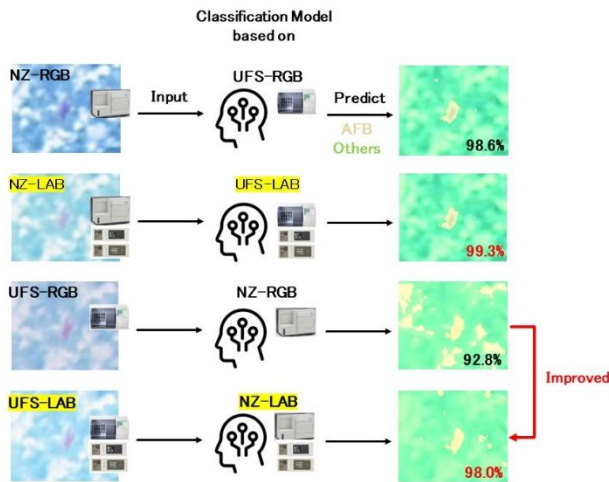 Classification Model
based on
NZ-RGB
Input
UFS-RGB
Predict
AFB
Others
98.6%
NZ-LAB
UFS-LAB
99.3%
UFS-RGB
NZ-RGB
92.8%
Improved
UFS-LAB
NZ-LAB
98.0%